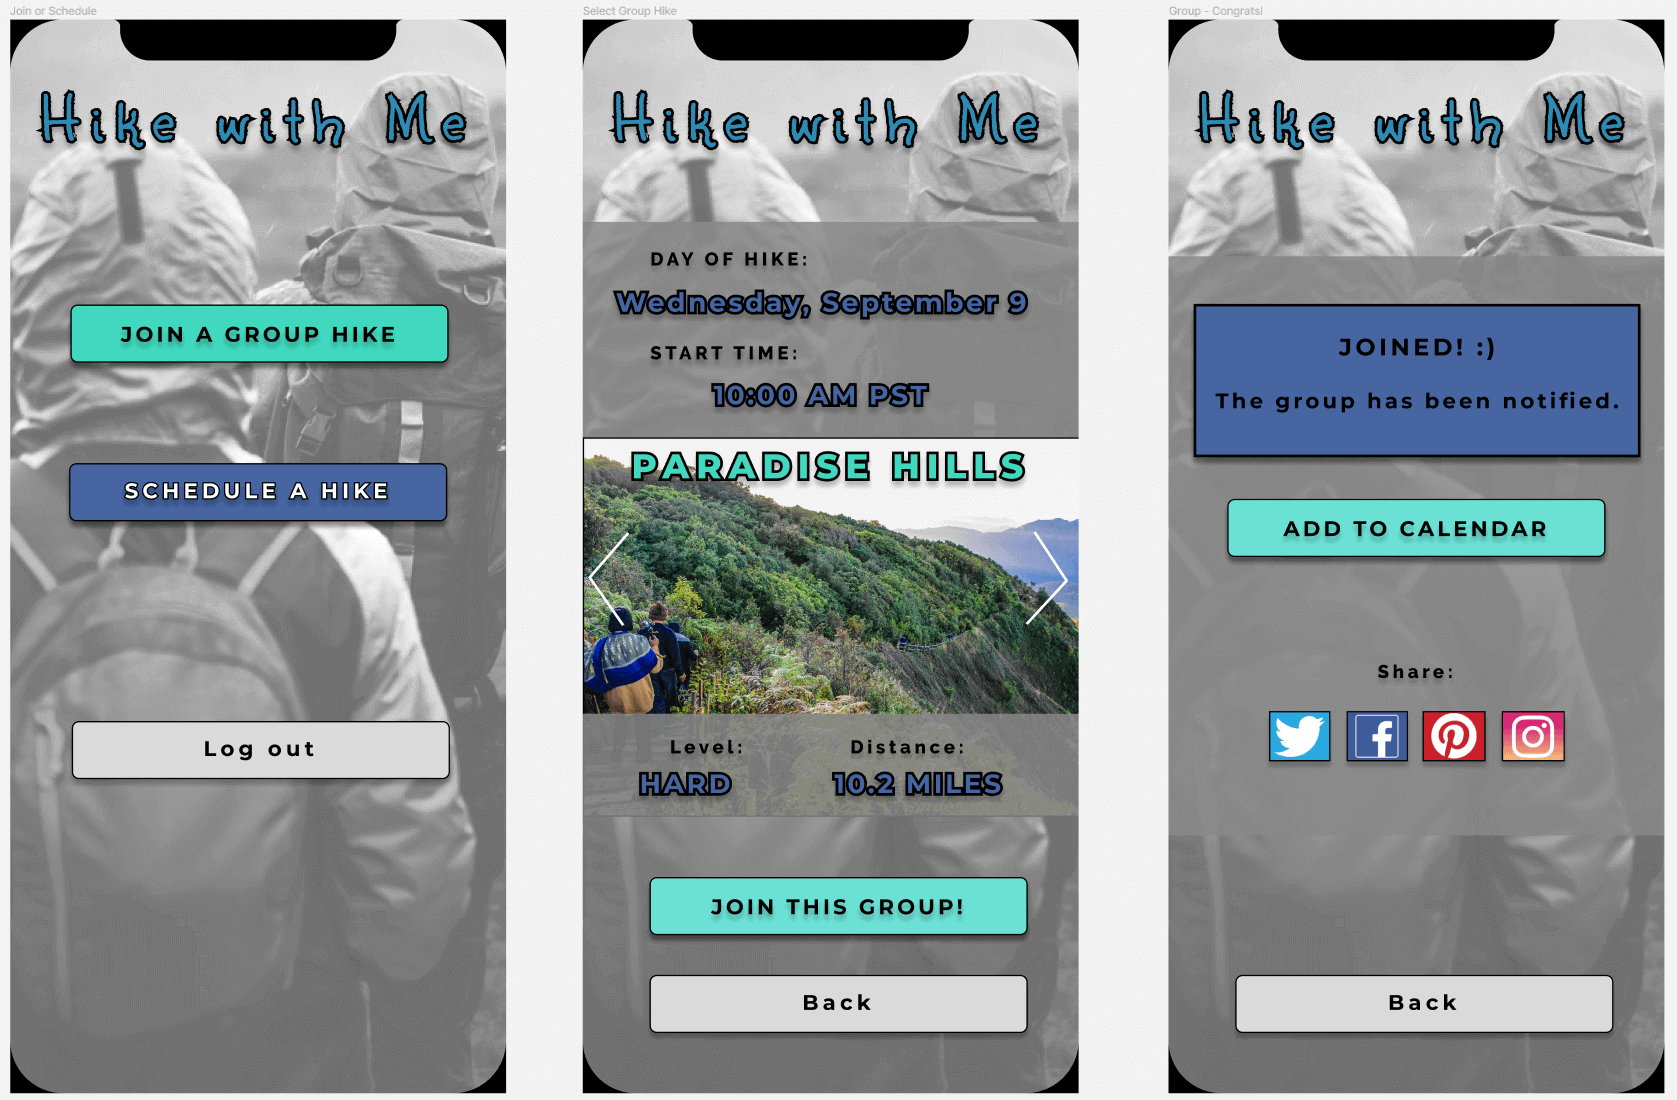 Join or Schedule
Hike with Me
JOIN A GROUP HIKE
SCHEDULE A HIKE
Log out
Select Group Hike
Hike with Me
DAY OF HIKE:
Wednesday, September 9
START TIME:
10:00 AM PST
PARADISE HILLS
Level:
Distance:
HARD
10.2 MILES
JOIN THIS GROUP!
Back
Group - Congrats!
Hike with Me
JOINED! :)
The group has been notified.
ADD TO CALENDAR
Share:
Back